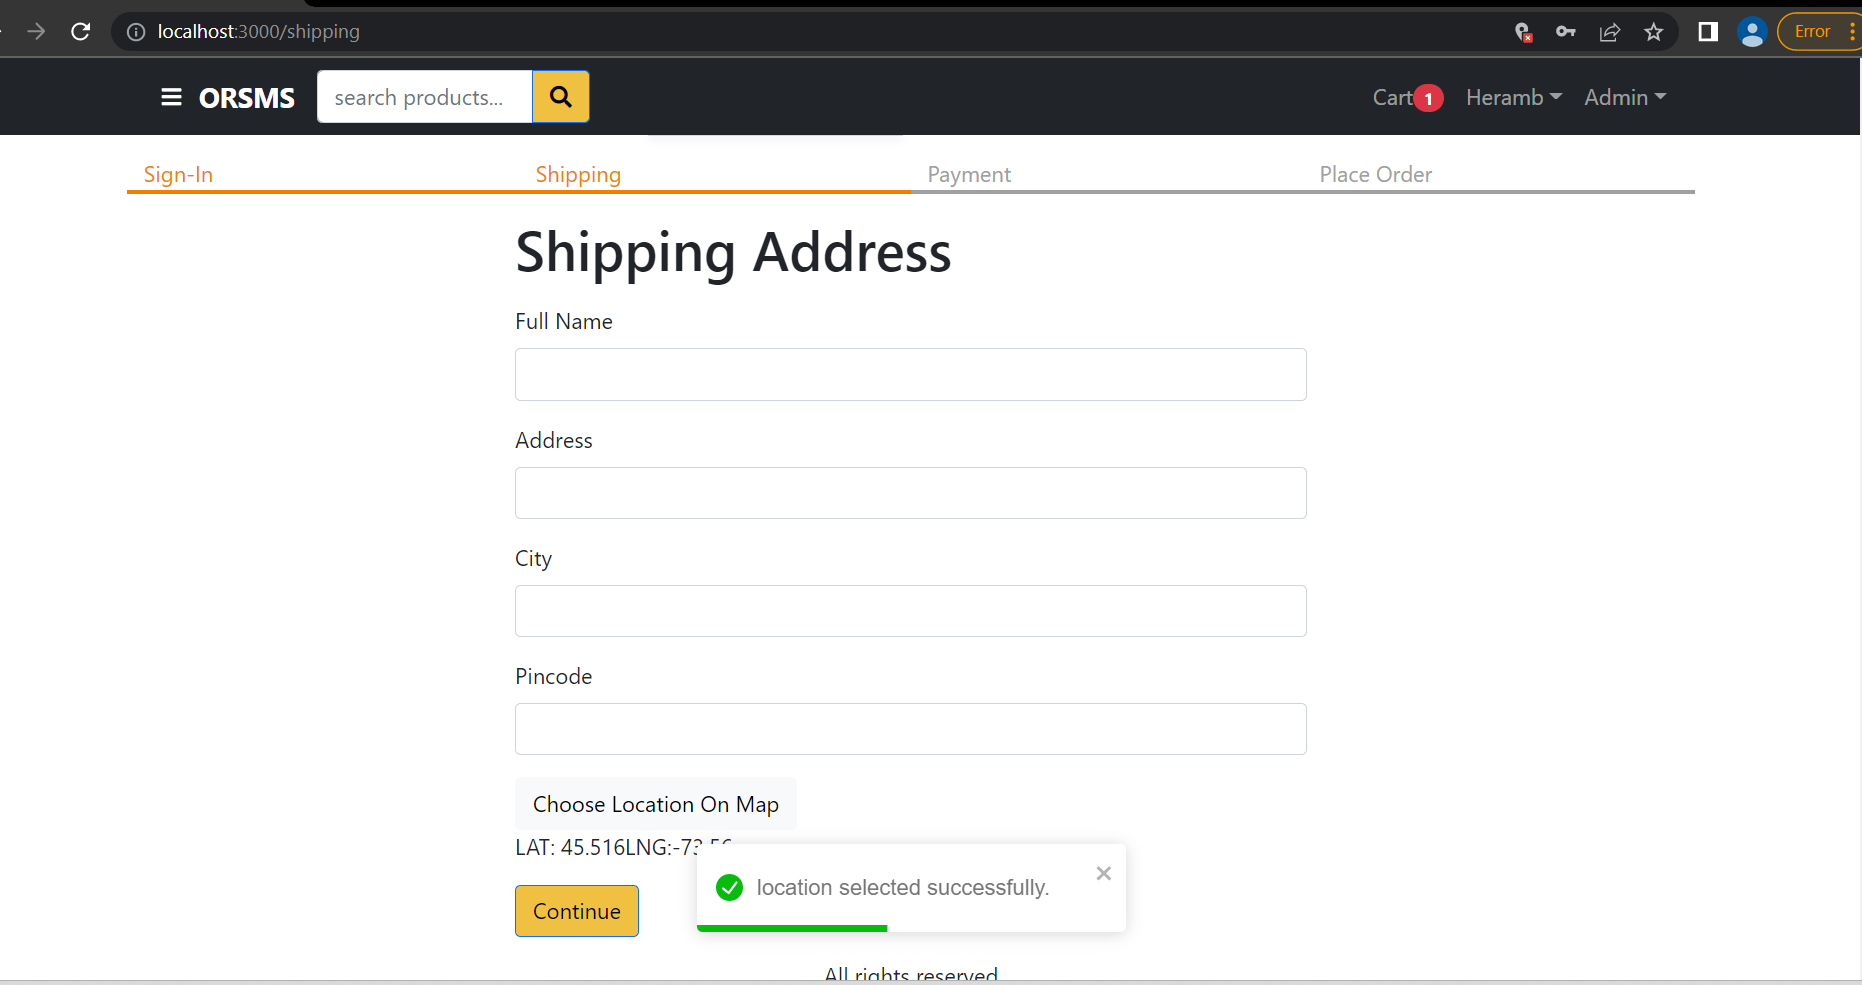 localhost:3000/shipping
Error
ORSMS
search products...
Cart 1
Heramb
Admin
Sign-In
Shipping
Payment
Place Order
Shipping Address
Full Name
Address
City
Pincode
Choose Location On Map
LAT: 45.516LNG:-73.56
location selected successfully.
Continue
All rights reserved